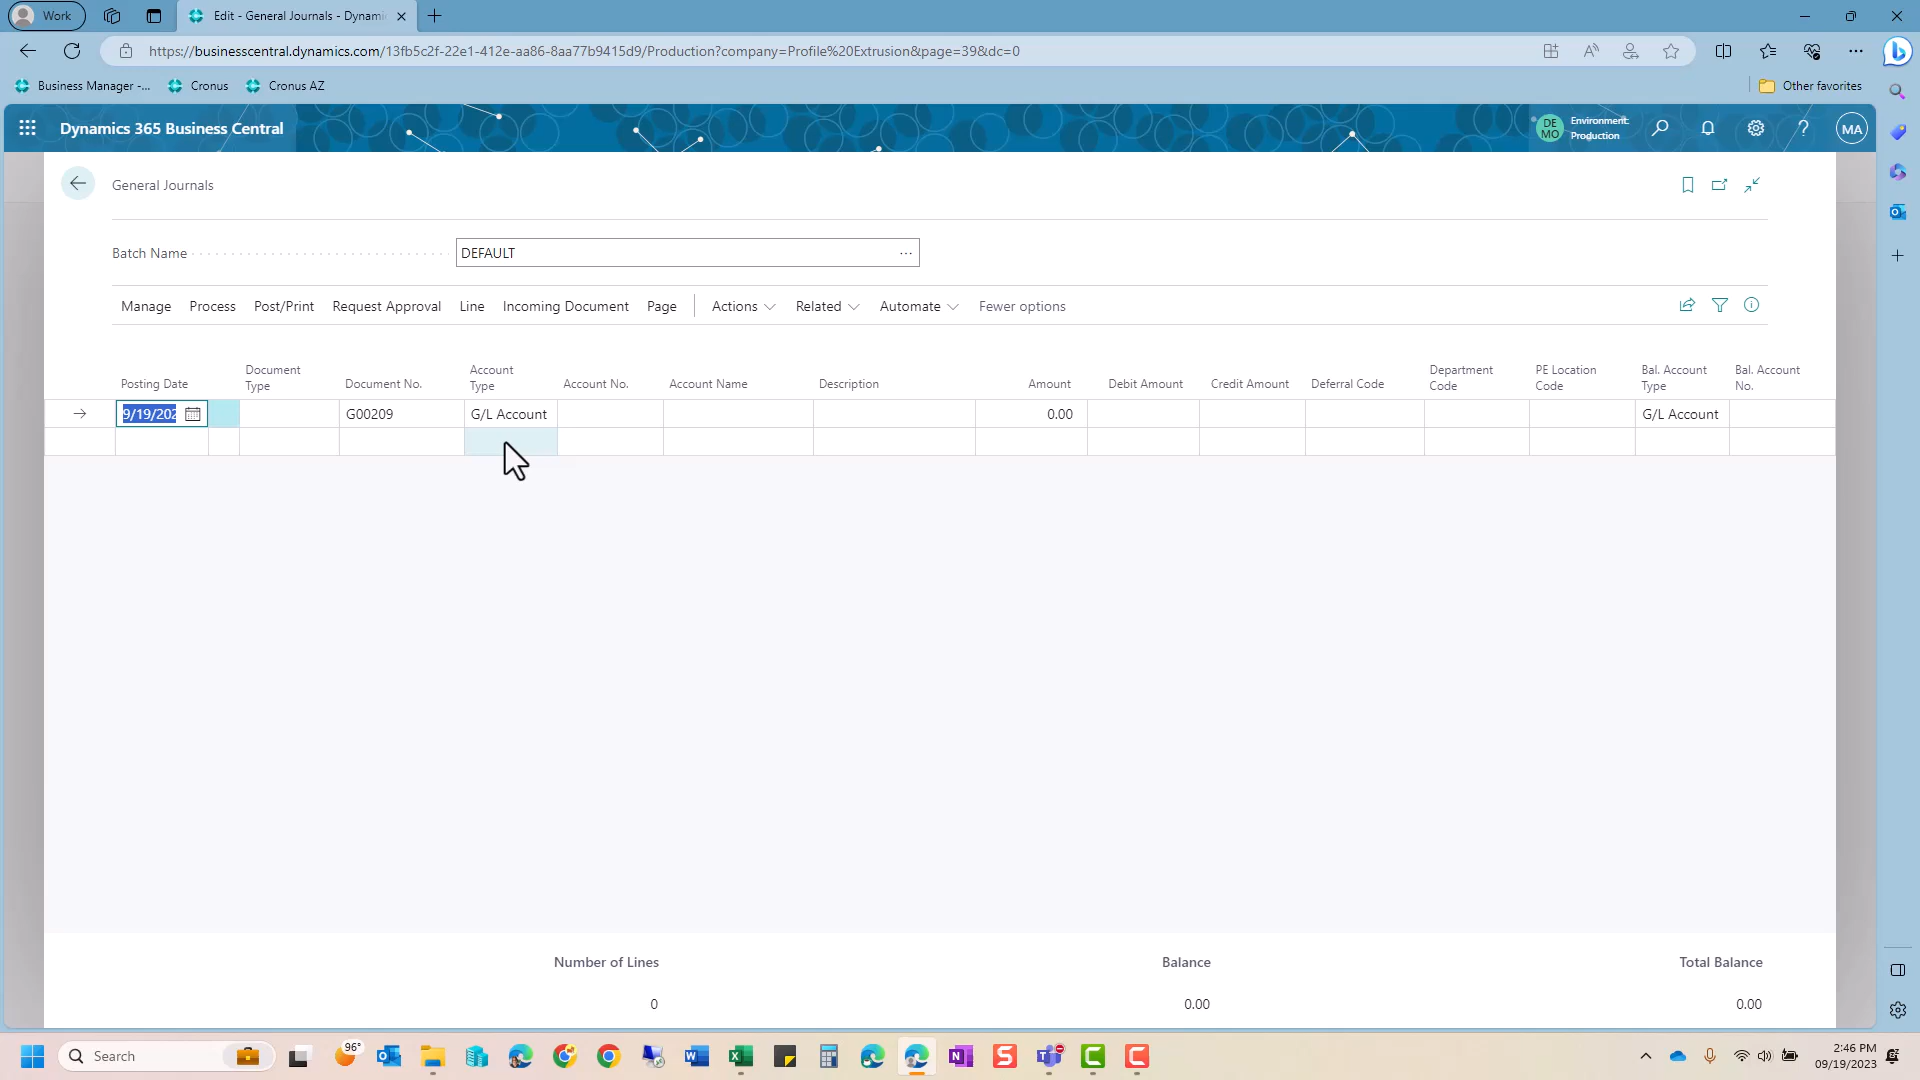 Work
Edit - General Journals - Dynami
https://businesscentral.dynamics.com/13fb5c2f-22e1-412e-aa86-8aa77b9415d9/Production?company=Profile%20Extrusion&page=39&dc=0
Business Manager -... Cronus Cronus AZ Other favorites
Dynamics 365 Business Central
DE MO
Environment: Production
?
MA
General Journals
Batch Name DEFAULT ...
Manage Process Post/Print Request Approval Line Incoming Document Page Actions Related Automate Fewer options
Posting Date Document Type Document No. Account Type Account No. Account Name Description Amount Debit Amount Credit Amount Deferral Code Department Code PE Location Code Bal. Account Type Bal. Account No.
9/19/202 G00209 G/L Account 0.00 G/L Account
Number of Lines Balance Total Balance
0 0.00 0.00
Search
96°
2:46 PM
09/19/2023